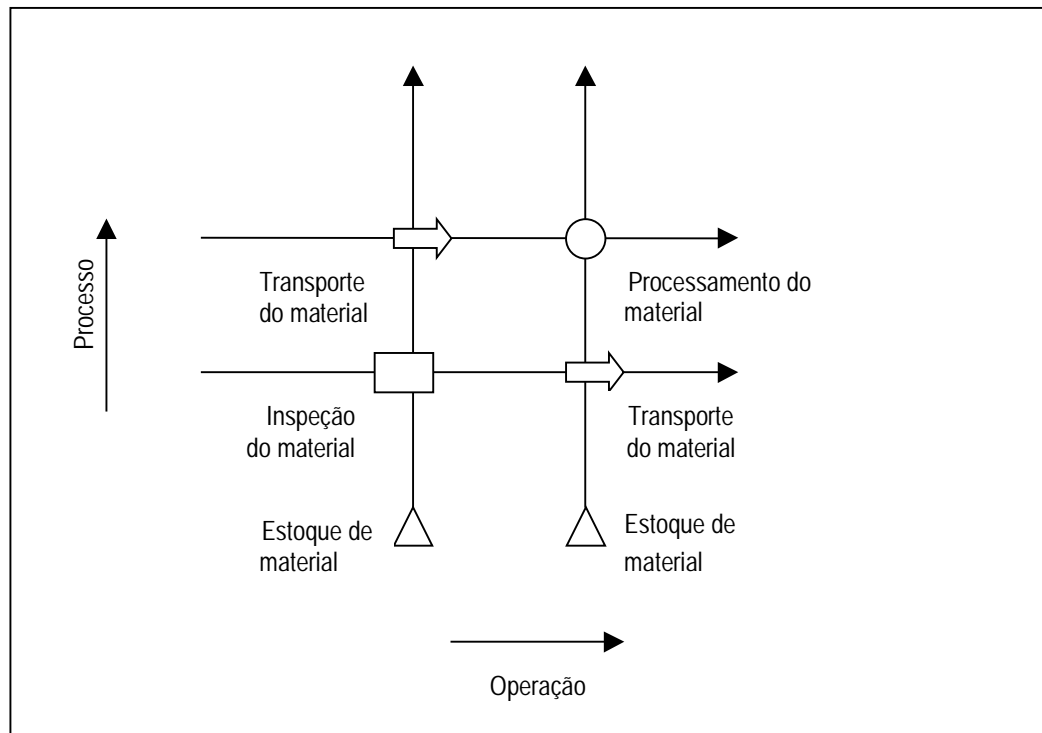 Processo
Transporte
do material
Processamento do
material
Inspeção
do material
Transporte
do material
Estoque de
material
Estoque de
material
Operação